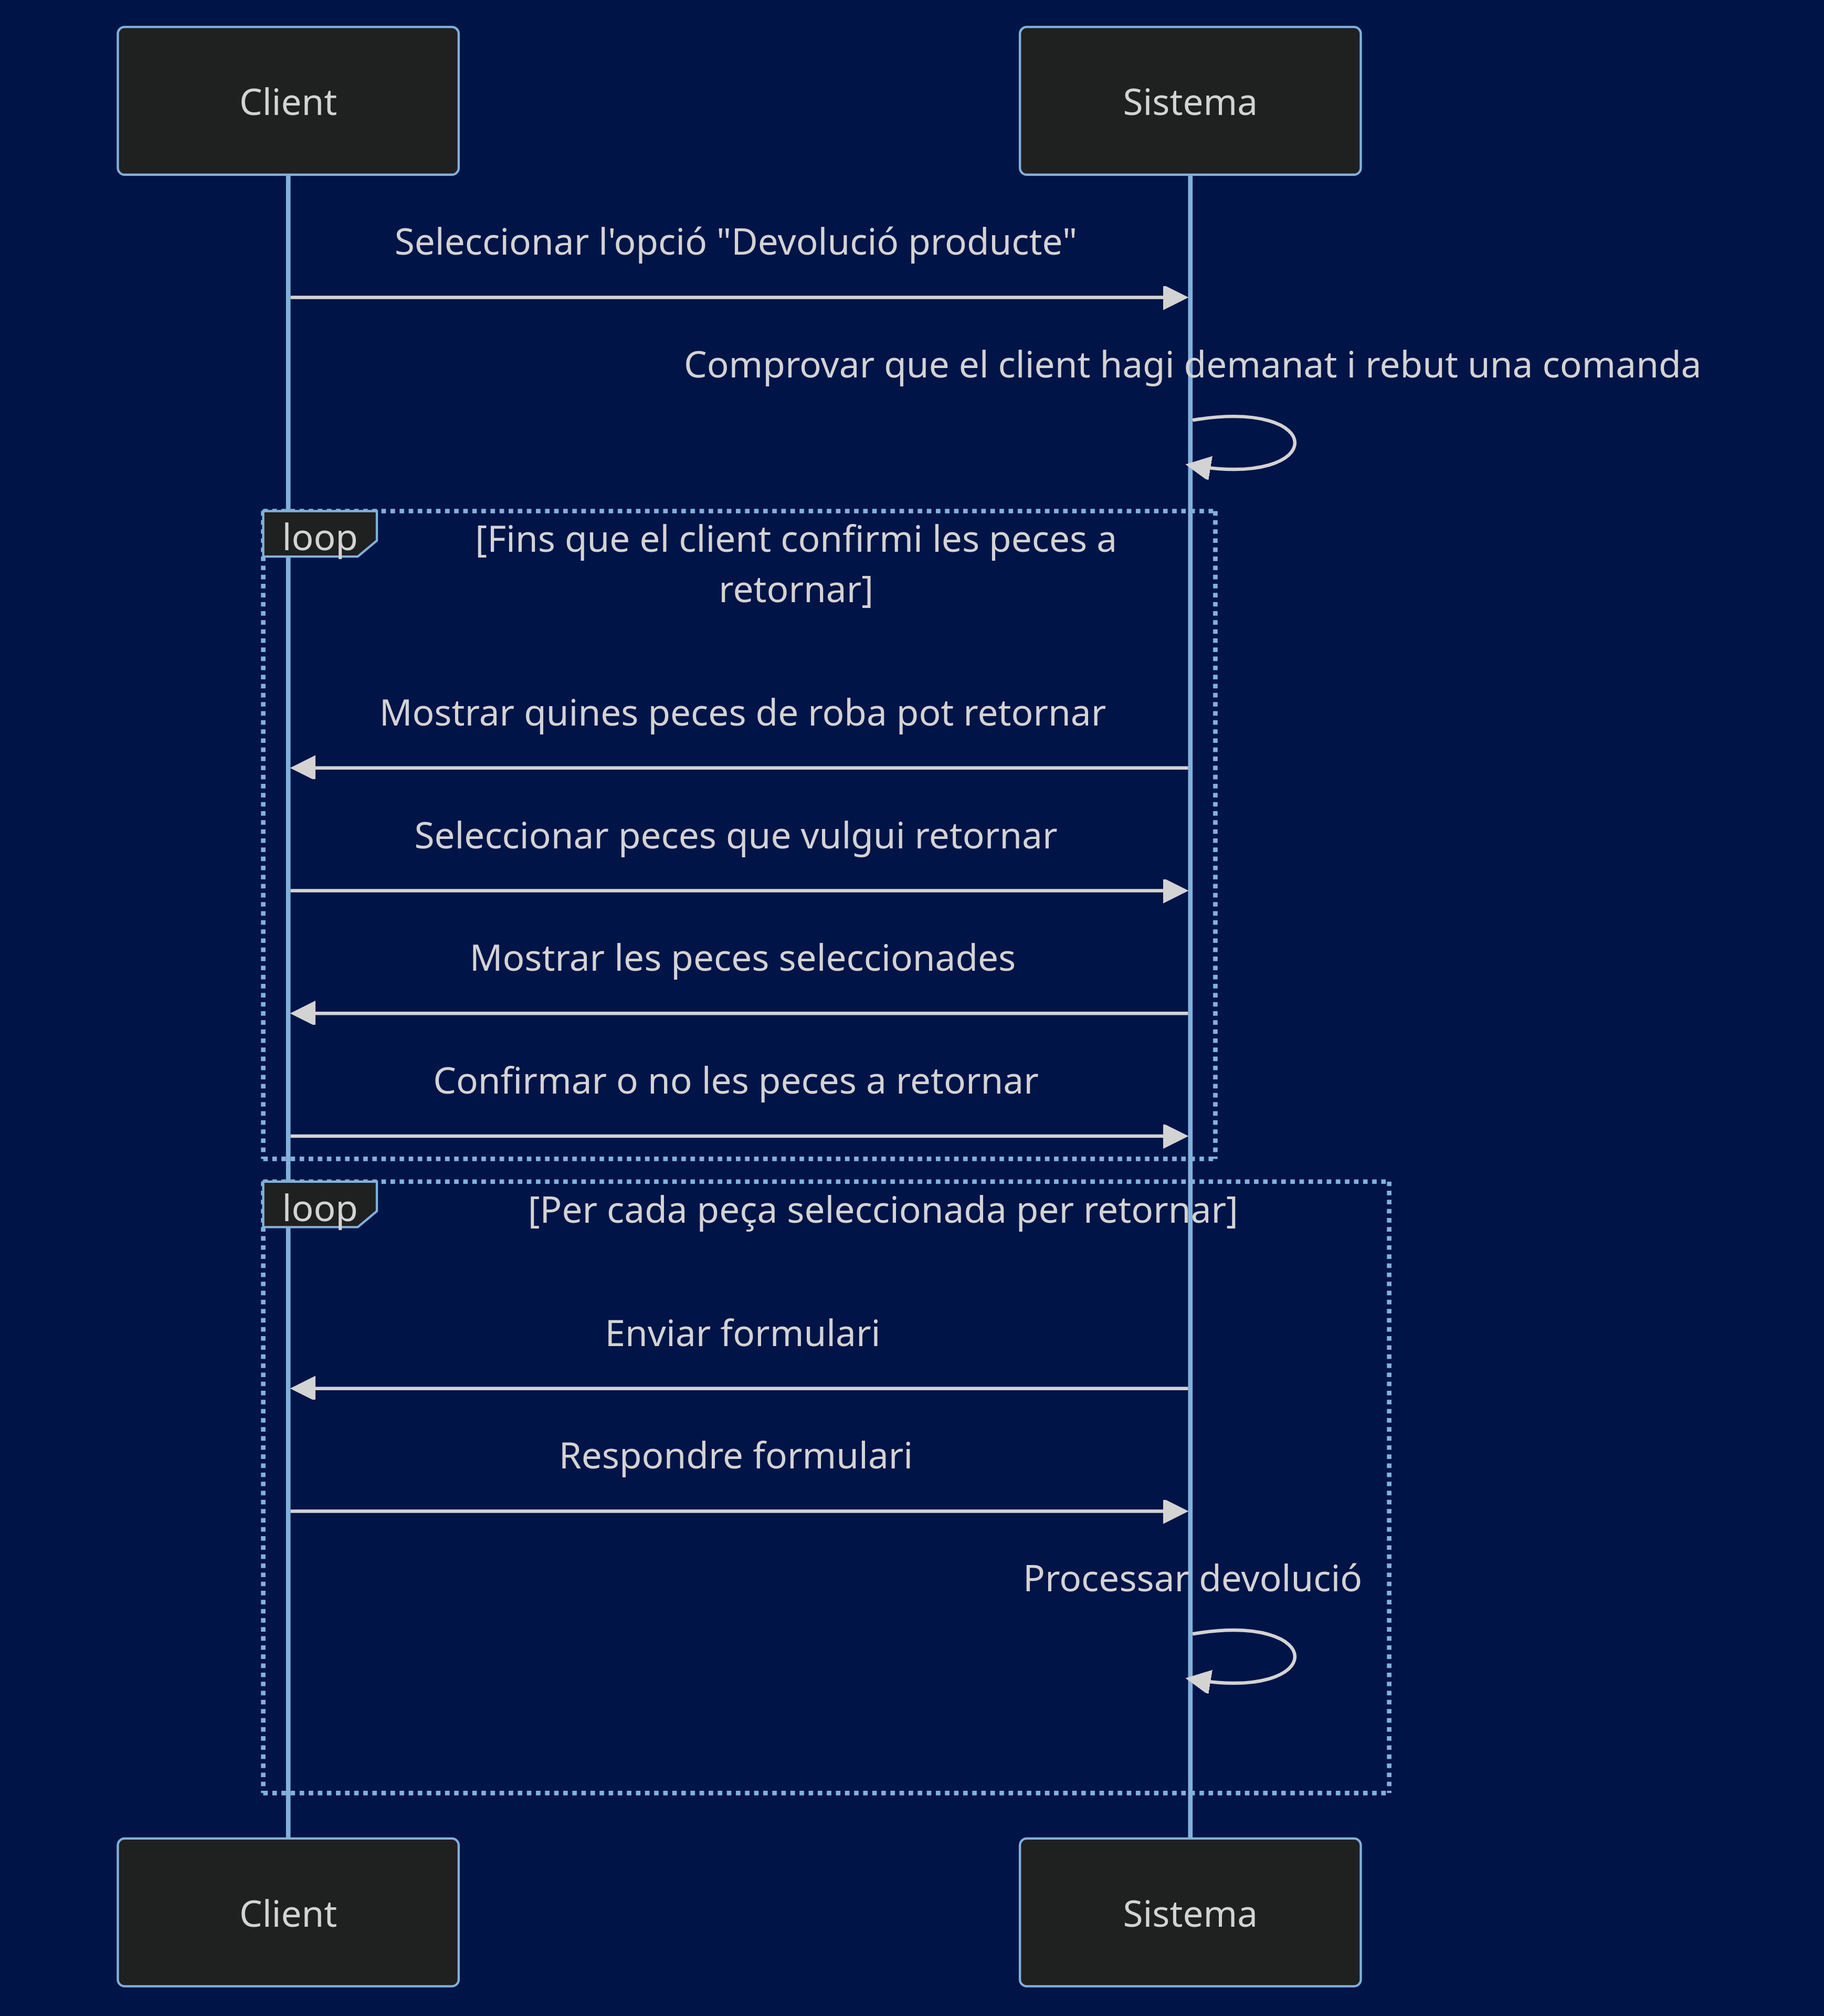 Client
Sistema
Seleccionar l'opció "Devolució producte"
Comprovar que el client hagi demanat i rebut una comanda
loop
[Fins que el client confirmi les peces a
retornar]
Mostrar quines peces de roba pot retornar
Seleccionar peces que vulgui retornar
Mostrar les peces seleccionades
Confirmar o no les peces a retornar
loop
[Per cada peça seleccionada per retornar]
Enviar formulari
Respondre formulari
Processar devolució
Client
Sistema